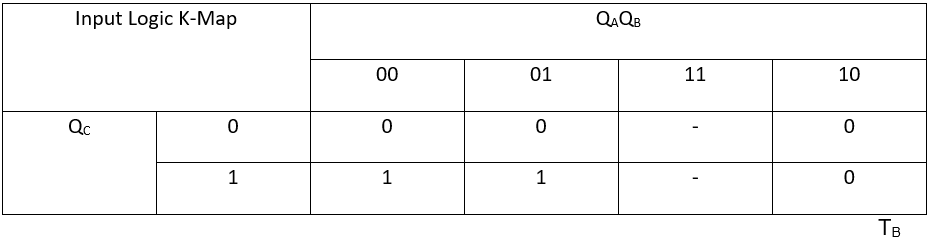 Input Logic K-Map QAQB
00 01 11 10
QC 0 0 0 - 0
1 1 1 - 0
TB